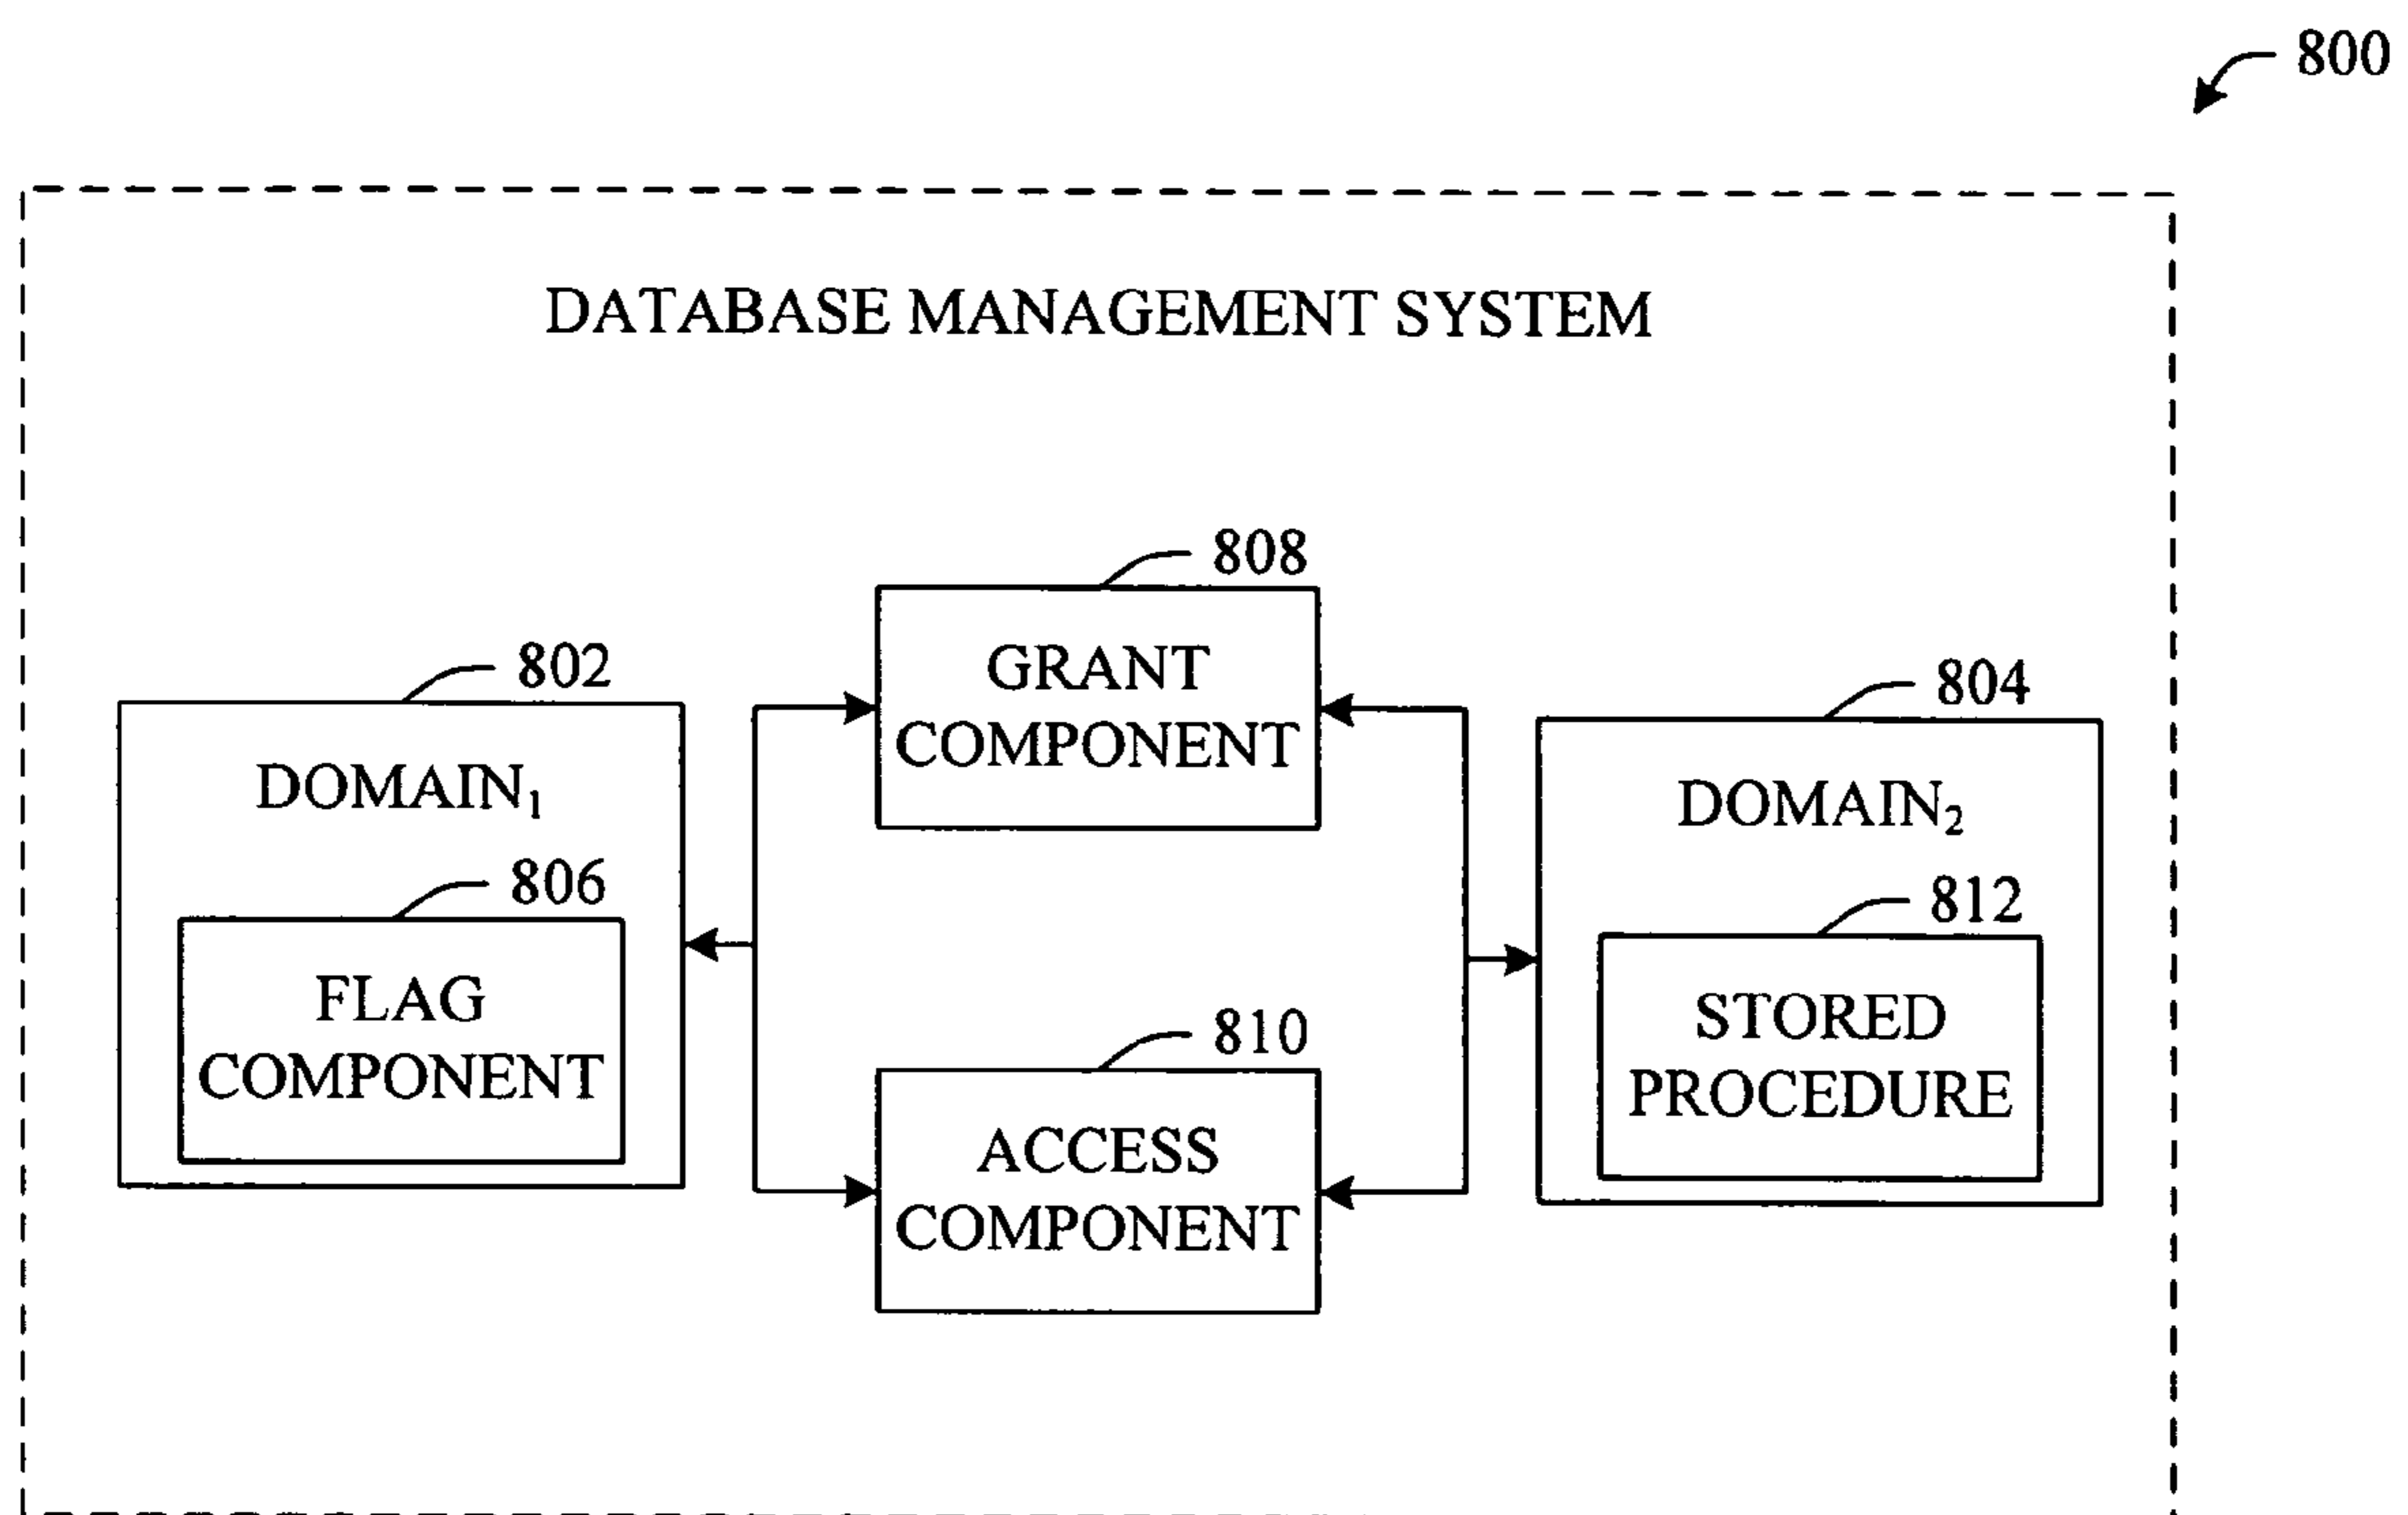 800
DATABASE MANAGEMENT SYSTEM
808
GRANT
COMPONENT
802
DOMAIN₁
806
FLAG
COMPONENT
810
ACCESS
COMPONENT
804
DOMAIN₂
812
STORED
PROCEDURE